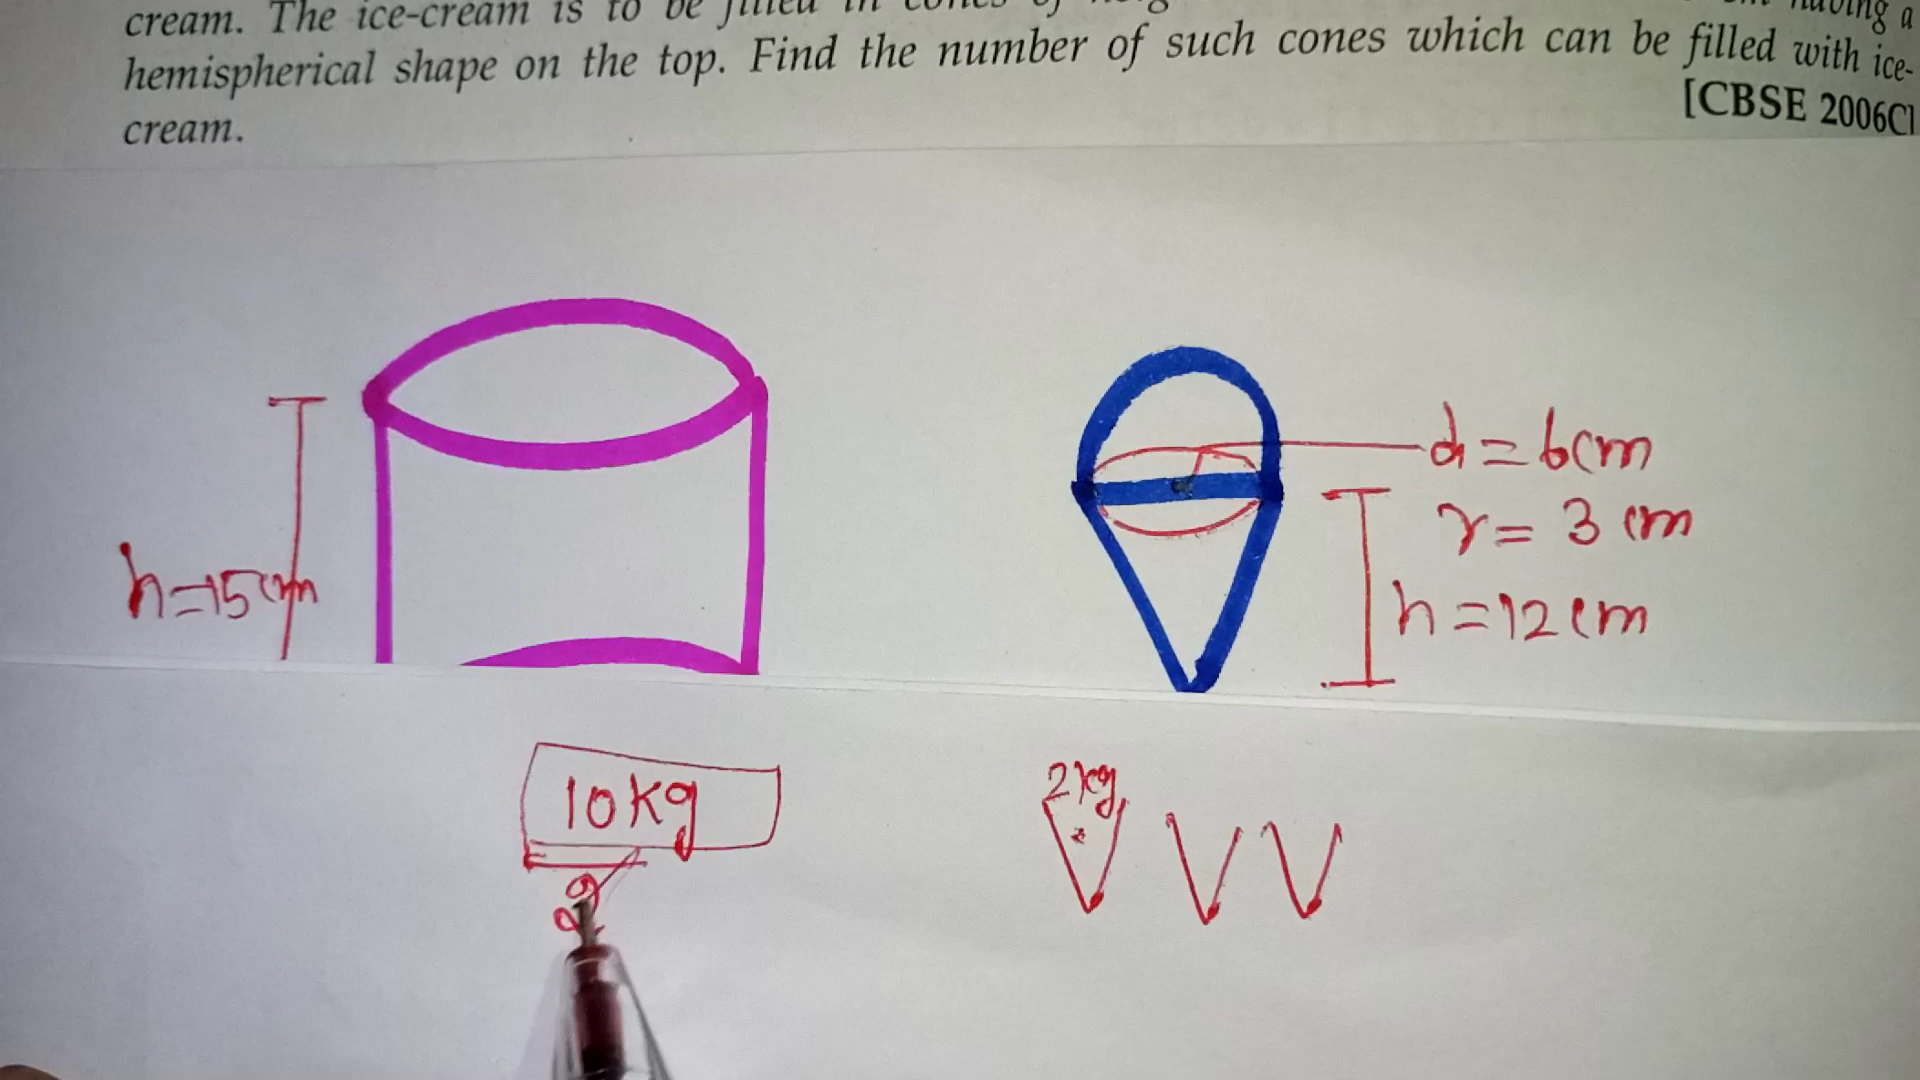 cream. The ice-cream is to be filled in cones of having a
hemispherical shape on the top. Find the number of such cones which can be filled with ice-
cream.
[CBSE 2006C]
d=6cm
r=3cm
h=15cm
h=12cm
10kg
2kg